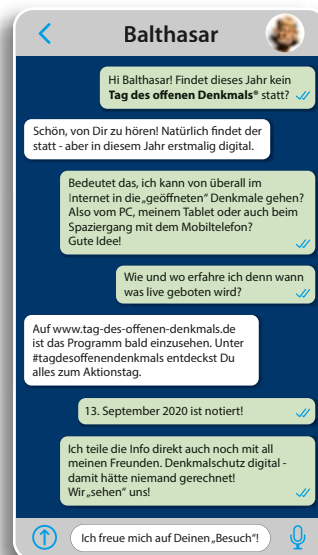 Balthasar
Hi Balthasar! Findet dieses Jahr kein
Tag des offenen Denkmals® statt?
Schön, von Dir zu hören! Natürlich findet der
statt - aber in diesem Jahr erstmalig digital.
Bedeutet das, ich kann von überall im
Internet in die „geöffneten“ Denkmale gehen?
Also vom PC, meinem Tablet oder auch beim
Spaziergang mit dem Mobiltelefon?
Gute Idee!
Wie und wo erfahre ich denn wann
was live geboten wird?
Auf www.tag-des-offenen-denkmals.de
ist das Programm bald einzusehen. Unter
#tagdesoffenendenkmals entdeckst Du
alles zum Aktionstag.
13. September 2020 ist notiert!
Ich teile die Info direkt auch noch mit all
meinen Freunden. Denkmalschutz digital -
damit hätte niemand gerechnet!
Wir „sehen“ uns!
Ich freue mich auf Deinen „Besuch“!